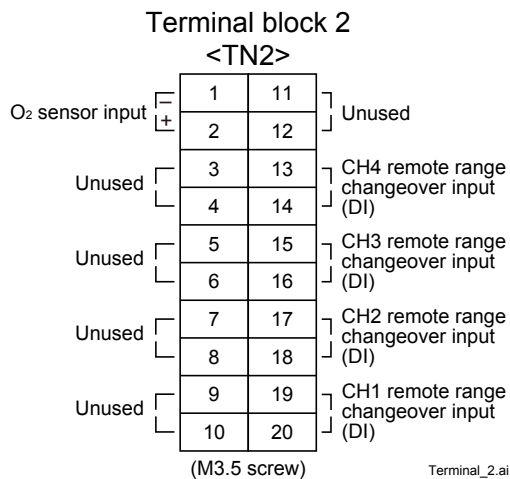 Terminal block 2
<TN2>
O2 sensor input
–
+
1 11
2 12
Unused
3 13
4 14
Unused
CH4 remote range
changeover input
(DI)
5 15
6 16
Unused
CH3 remote range
changeover input
(DI)
7 17
8 18
Unused
CH2 remote range
changeover input
(DI)
9 19
10 20
Unused
CH1 remote range
changeover input
(DI)
(M3.5 screw)
Terminal_2.ai